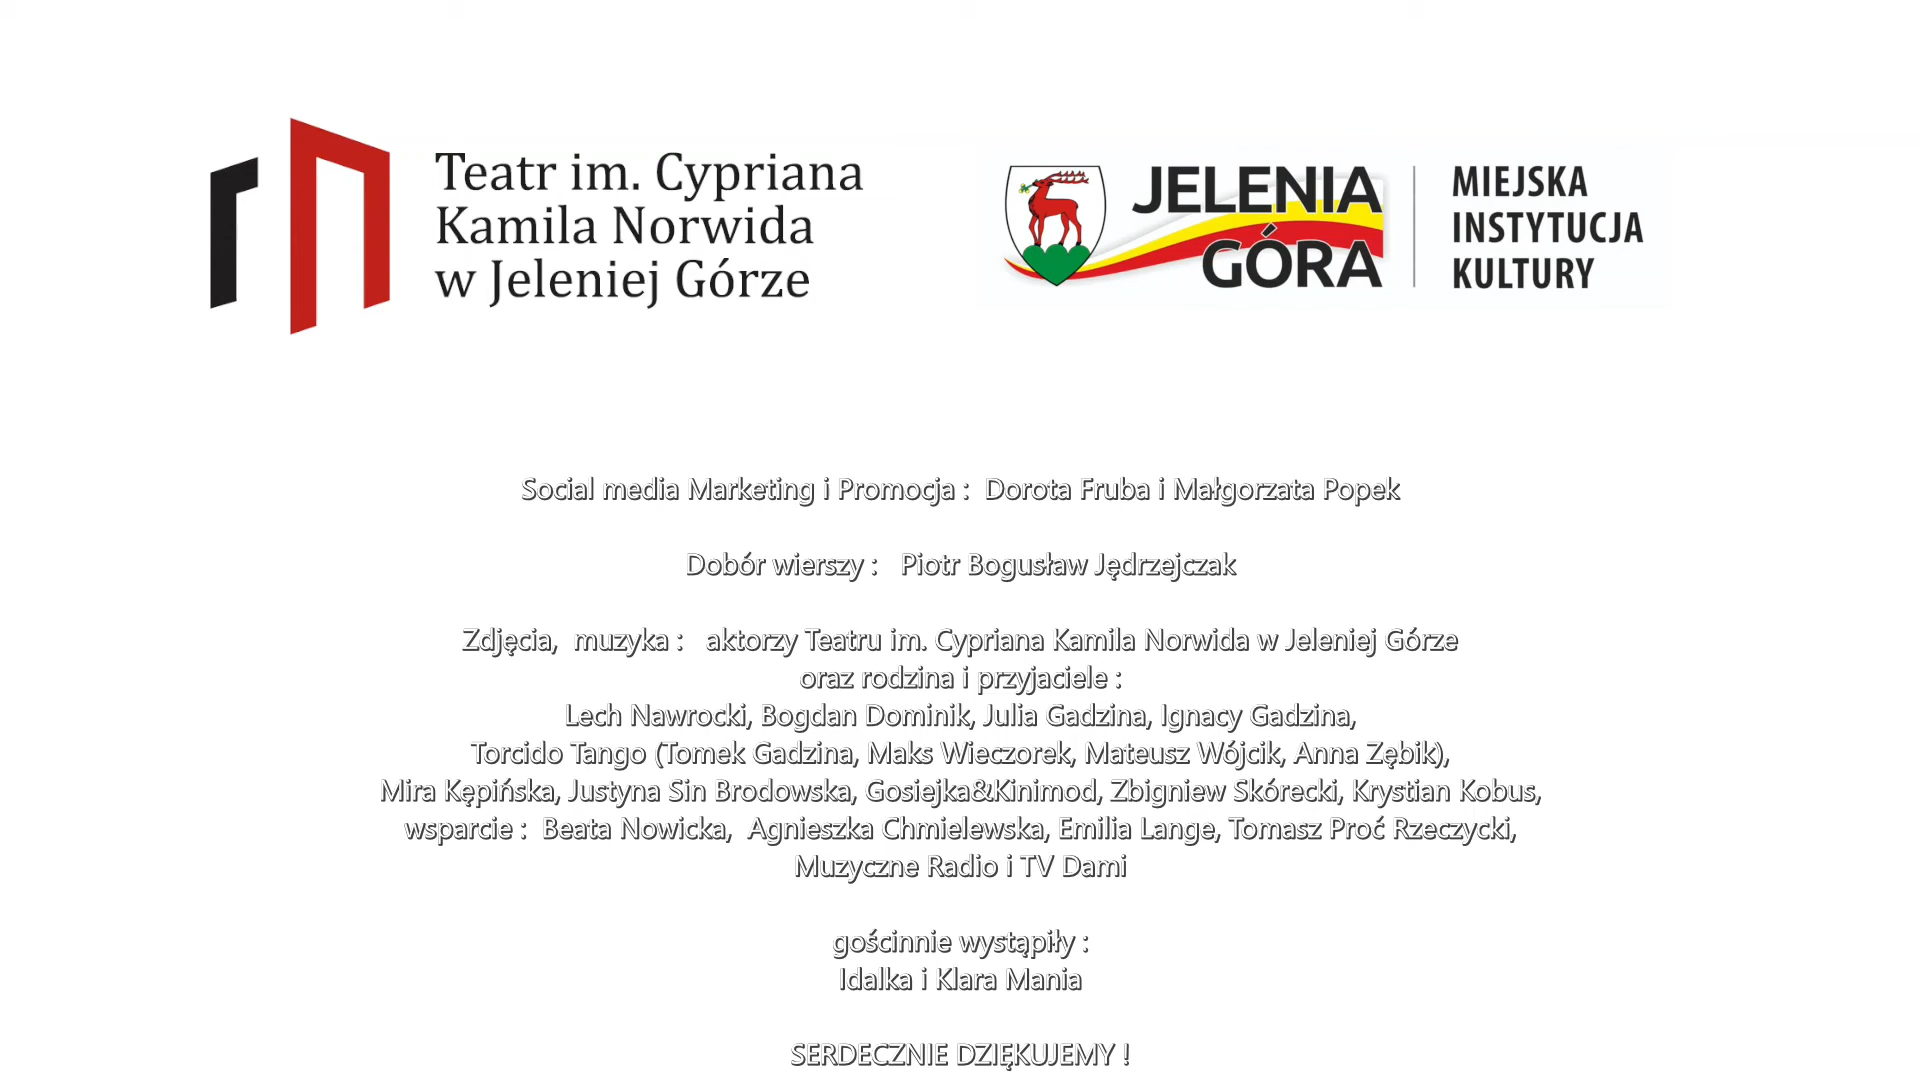 Teatr im. Cypriana
Kamila Norwida
w Jeleniej Górze
JELENIA
GÓRA
MIEJSKA
INSTYTUCJA
KULTURY
Social media Marketing i Promocja :  Dorota Fruba i Małgorzata Popek
Dobór wierszy :   Piotr Bogusław Jędrzejczak
Zdjęcia,  muzyka :   aktorzy Teatru im. Cypriana Kamila Norwida w Jeleniej Górze
oraz rodzina i przyjaciele :
Lech Nawrocki, Bogdan Dominik, Julia Gadzina, Ignacy Gadzina,
Torcido Tango (Tomek Gadzina, Maks Wieczorek, Mateusz Wójcik, Anna Zębik),
Mira Kępińska, Justyna Sin Brodowska, Gosiejka&Kinimod, Zbigniew Skórecki, Krystian Kobus,
wsparcie :  Beata Nowicka,  Agnieszka Chmielewska, Emilia Lange, Tomasz Proć Rzeczycki,
Muzyczne Radio i TV Dami
gościnnie wystąpiły :
Idalka i Klara Mania
SERDECZNIE DZIĘKUJEMY !